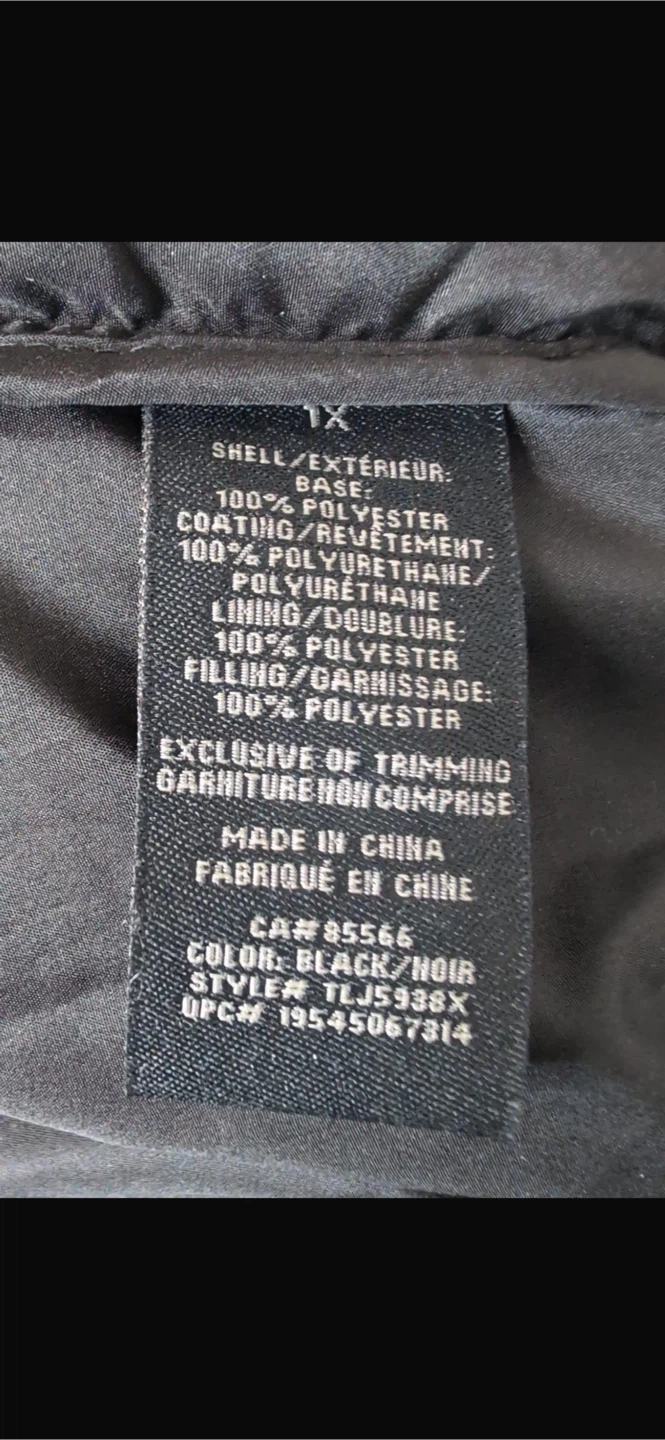 1X
SHELL/EXTÉRIEUR:
BASE:
100% POLYESTER
COATING/REVÊTEMENT:
100% POLYURETHANE/
POLYURÉTHANE
LINING/DOUBLURE:
100% POLYESTER
FILLING/GARNISSAGE:
100% POLYESTER
EXCLUSIVE OF TRIMMING
GARNITURE NON COMPRISE
MADE IN CHINA
FABRIQUÉ EN CHINE
CA# 85566
COLOR: BLACK/NOIR
STYLE# TLJ5938X
UPC# 19545067314